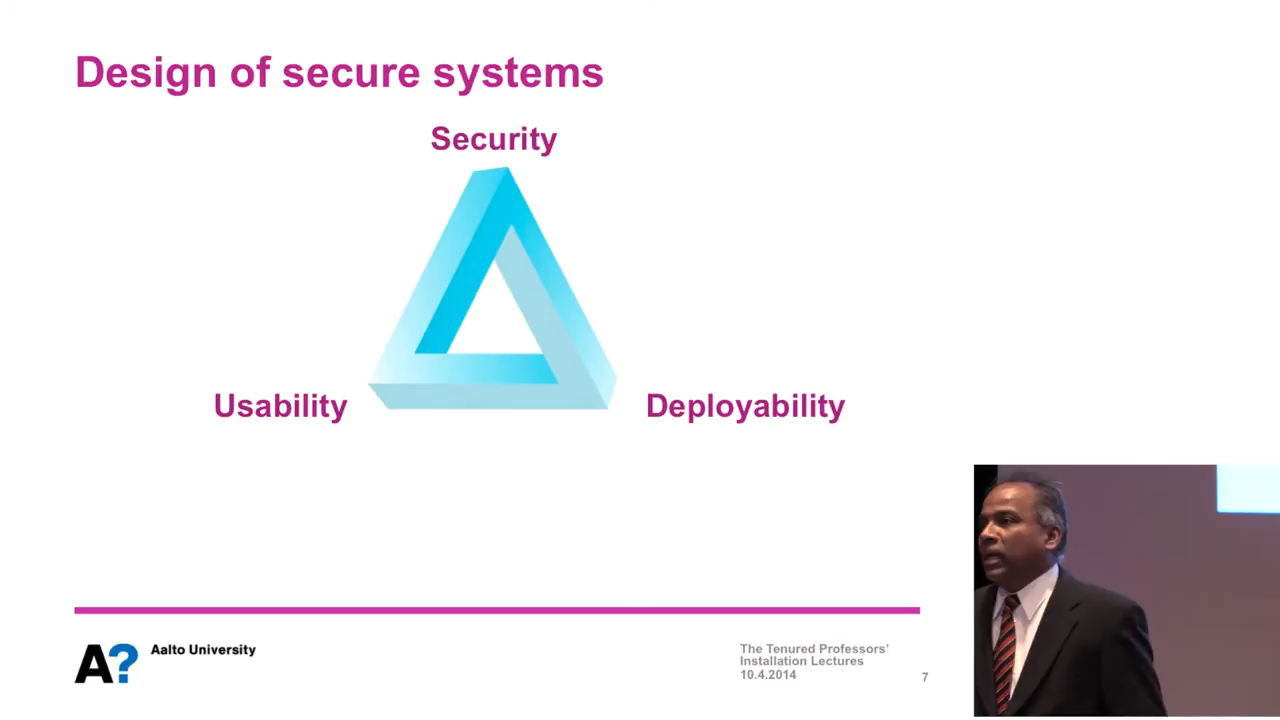 Design of secure systems
Security
Usability
Deployability
A?
Aalto University
The Tenured Professors'
Installation Lectures
10.4.2014
7